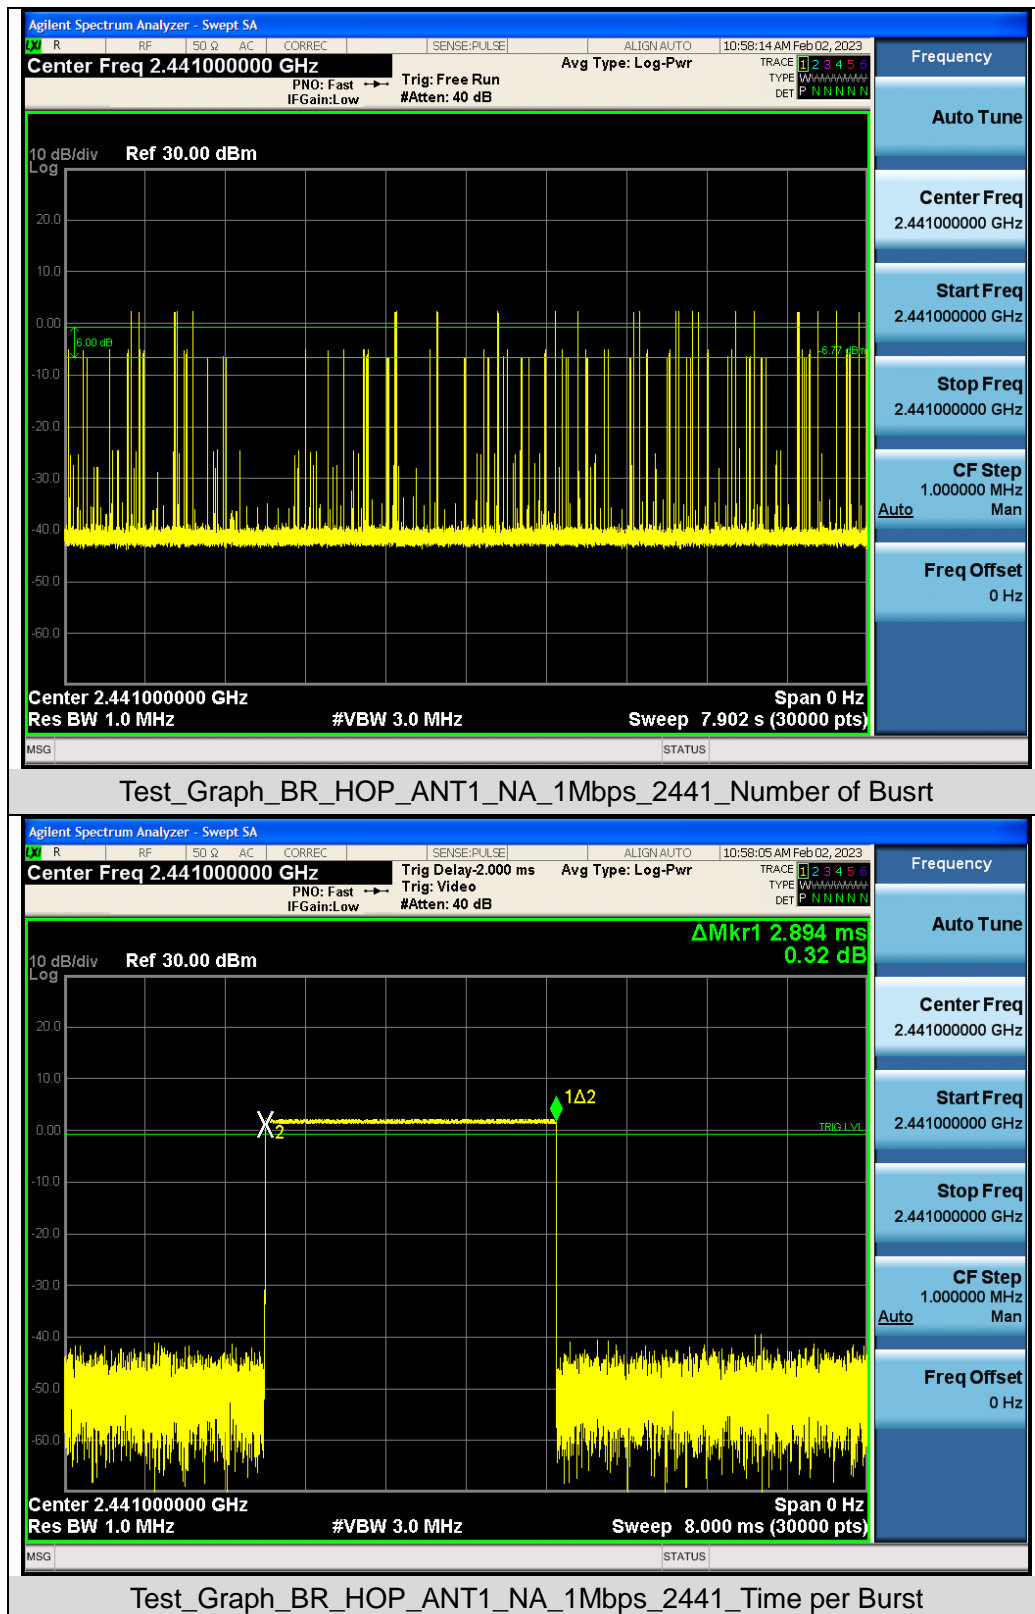 Agilent Spectrum Analyzer - Swept SA
LXI R RF 50 Ω AC CORREC SENSE:PULSE ALIGN AUTO 10:58:14 AM Feb 02, 2023
Center Freq 2.441000000 GHz
PNO: Fast
IFGain:Low
Trig: Free Run
#Atten: 40 dB
Avg Type: Log-Pwr
TRACE 1 2 3 4 5 6
TYPE
DET P N N N N N
Frequency
Auto Tune
Center Freq
2.441000000 GHz
Start Freq
2.441000000 GHz
Stop Freq
2.441000000 GHz
CF Step
1.000000 MHz
Auto Man
Freq Offset
0 Hz
10 dB/div Ref 30.00 dBm
Log
20.0
10.0
0.00
6.00 dB
-6.77 dBm
-10.0
-20.0
-30.0
-40.0
-50.0
-60.0
Center 2.441000000 GHz Span 0 Hz
Res BW 1.0 MHz #VBW 3.0 MHz Sweep 7.902 s (30000 pts)
MSG STATUS
Test_Graph_BR_HOP_ANT1_NA_1Mbps_2441_Number of Busrt
Agilent Spectrum Analyzer - Swept SA
LXI R RF 50 Ω AC CORREC SENSE:PULSE ALIGN AUTO 10:58:05 AM Feb 02, 2023
Center Freq 2.441000000 GHz
PNO: Fast
IFGain:Low
Trig Delay-2.000 ms
Trig: Video
#Atten: 40 dB
Avg Type: Log-Pwr
TRACE 1 2 3 4 5 6
TYPE
DET P N N N N N
Frequency
Auto Tune
Center Freq
2.441000000 GHz
Start Freq
2.441000000 GHz
Stop Freq
2.441000000 GHz
CF Step
1.000000 MHz
Auto Man
Freq Offset
0 Hz
ΔMkr1 2.894 ms
0.32 dB
10 dB/div Ref 30.00 dBm
Log
20.0
10.0
1Δ2
2
0.00
TRIG LVL
-10.0
-20.0
-30.0
-40.0
-50.0
-60.0
Center 2.441000000 GHz Span 0 Hz
Res BW 1.0 MHz #VBW 3.0 MHz Sweep 8.000 ms (30000 pts)
MSG STATUS
Test_Graph_BR_HOP_ANT1_NA_1Mbps_2441_Time per Burst